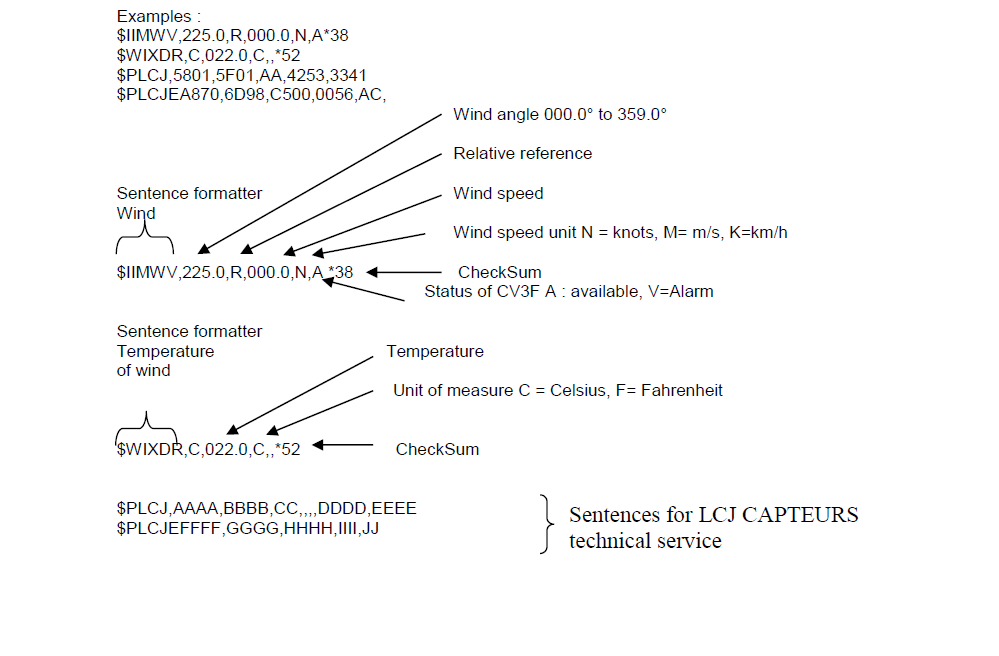 Examples :
$IIMWV,225.0,R,000.0,N,A*38
$WIXDR,C,022.0,C,,*52
$PLCJ,5801,5F01,AA,4253,3341
$PLCJEA870,6D98,C500,0056,AC,
Wind angle 000.0° to 359.0°
Relative reference
Sentence formatter
Wind
Wind speed
Wind speed unit N = knots, M= m/s, K=km/h
$IIMWV,225.0,R,000.0,N,A *38
CheckSum
Status of CV3F A : available, V=Alarm
Sentence formatter
Temperature
of wind
Temperature
Unit of measure C = Celsius, F= Fahrenheit
$WIXDR,C,022.0,C,,*52
CheckSum
$PLCJ,AAAA,BBBB,CC,,,,DDDD,EEEE
$PLCJEFFFF,GGGG,HHHH,IIII,JJ
Sentences for LCJ CAPTEURS
technical service